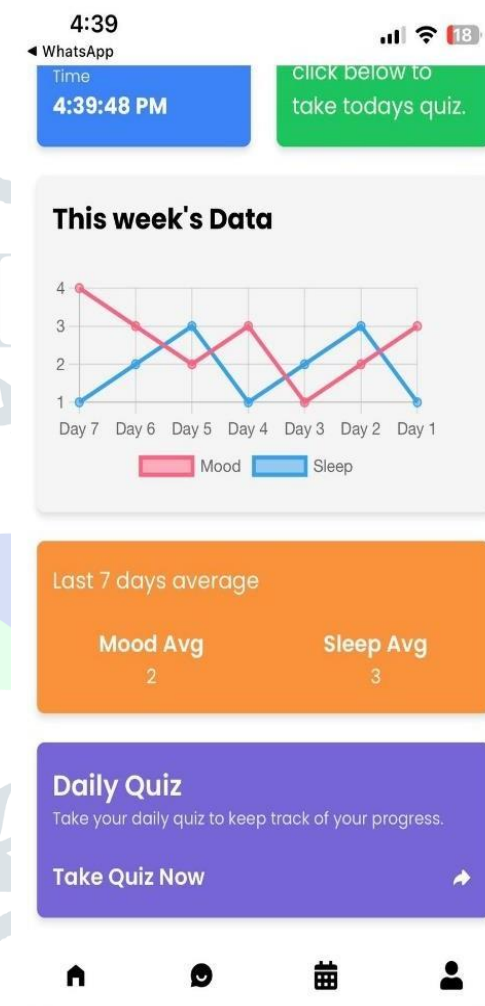 4:39
18
◀ WhatsApp
Time
4:39:48 PM
click below to
take todays quiz.
This week's Data
4
3
2
1
Day 7 Day 6 Day 5 Day 4 Day 3 Day 2 Day 1
Mood Sleep
Last 7 days average
Mood Avg Sleep Avg
2 3
Daily Quiz
Take your daily quiz to keep track of your progress.
Take Quiz Now